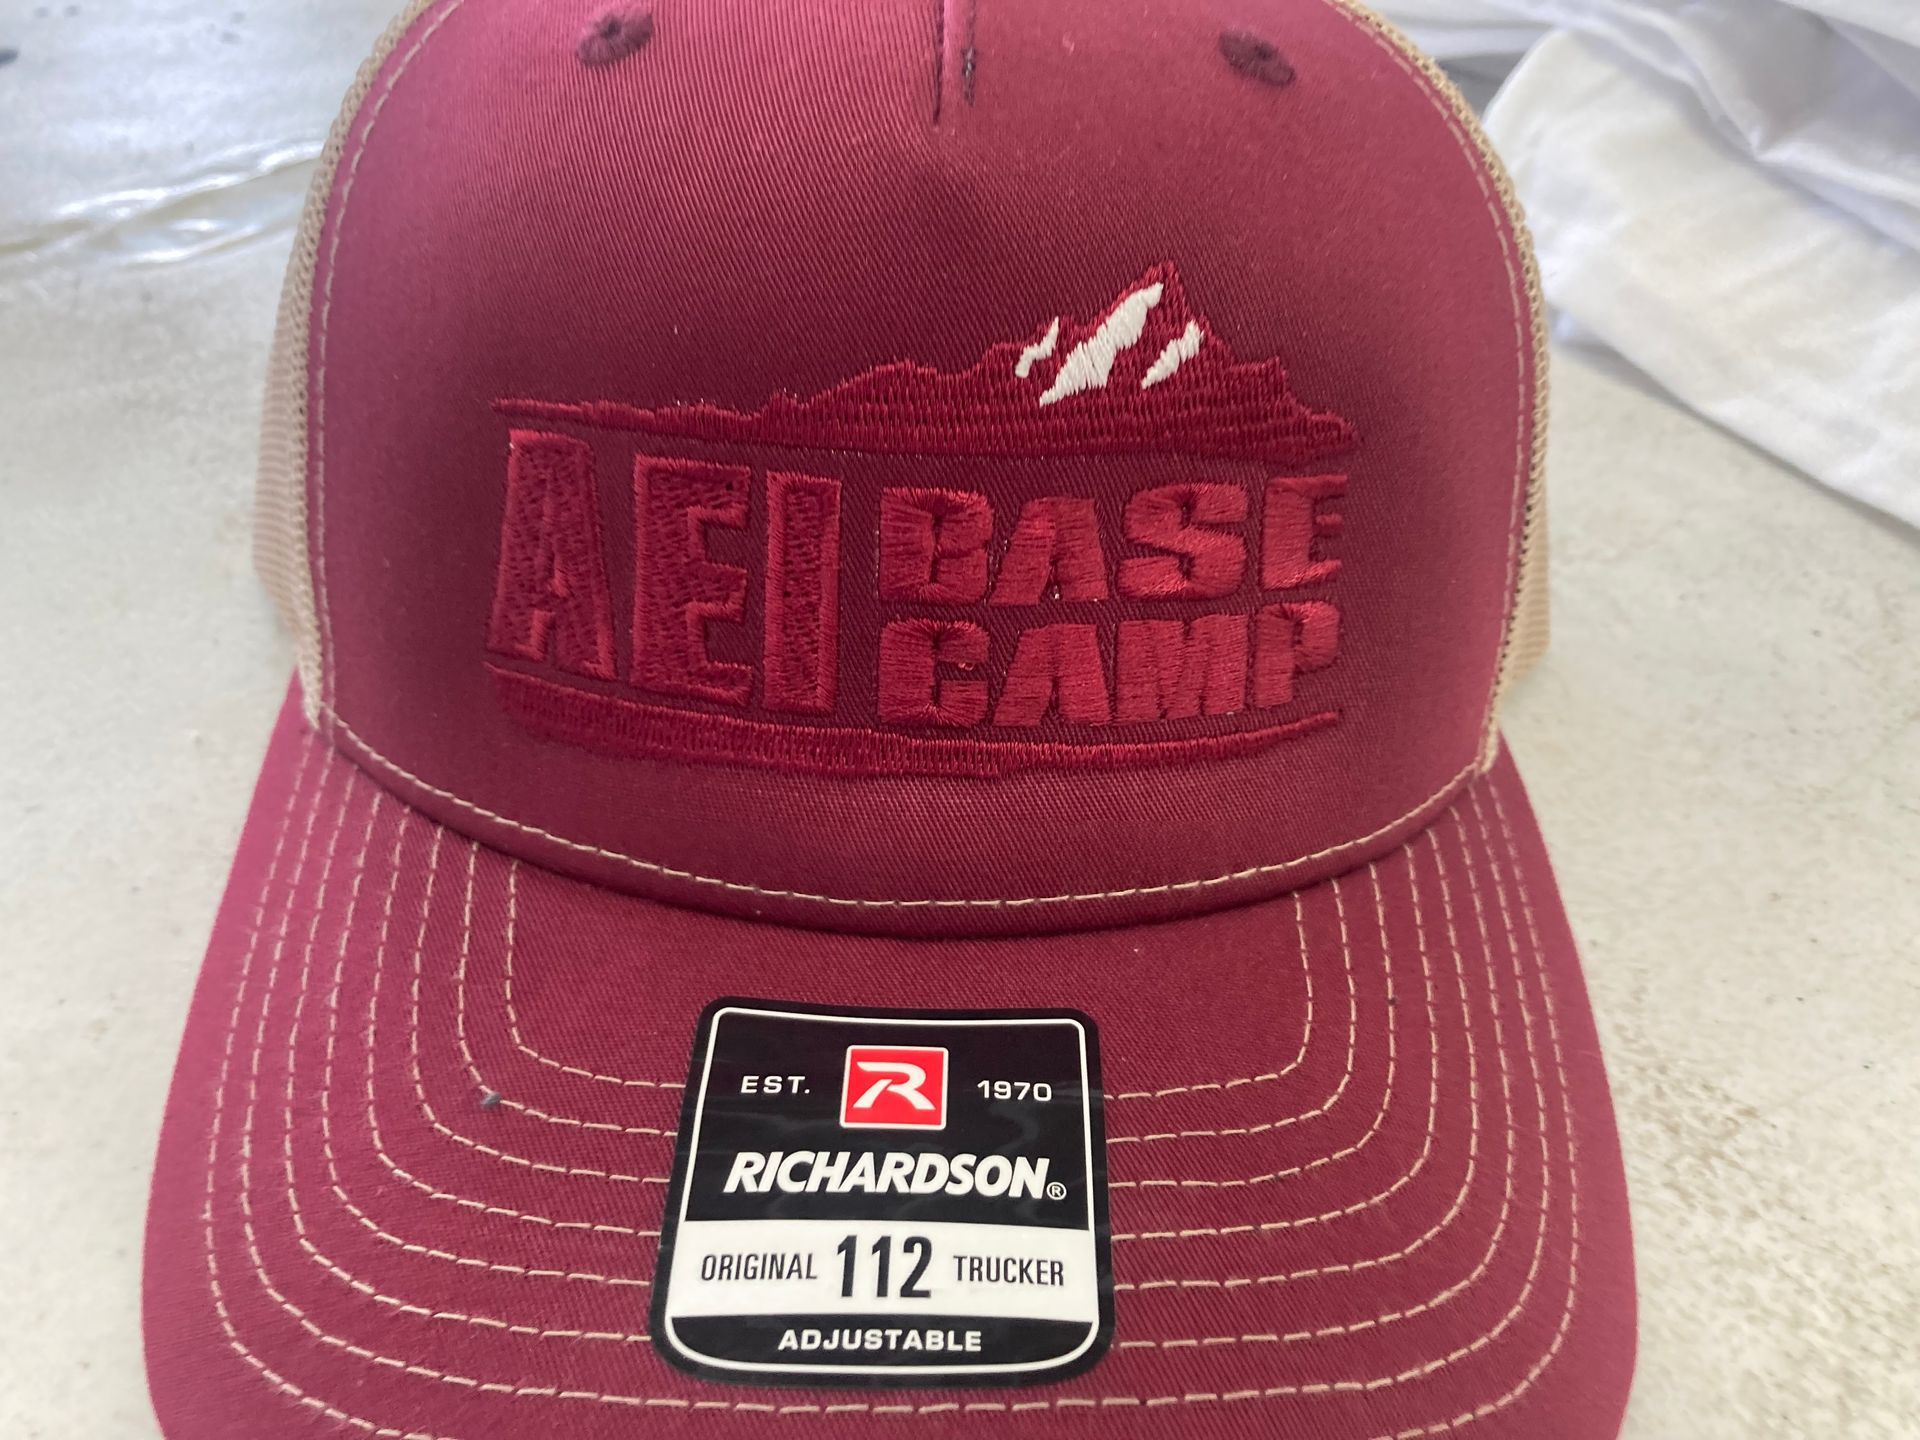 AEI BASE
CAMP
EST. R 1970
RICHARDSON®
ORIGINAL 112 TRUCKER
ADJUSTABLE